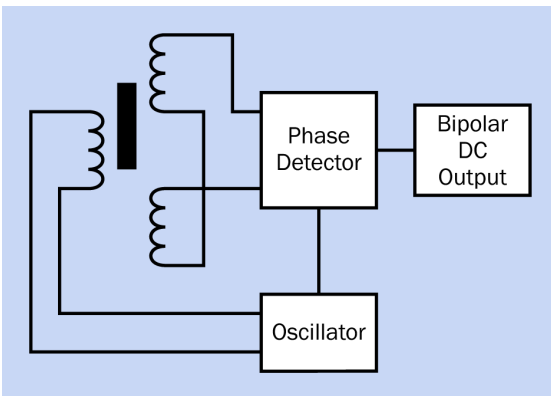 Phase
Detector
Bipolar
DC
Output
Oscillator